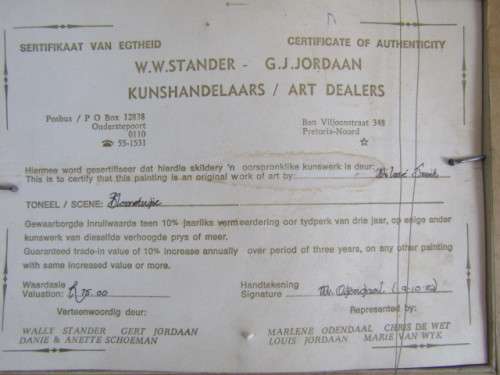 SERTIFIKAAT VAN EGTHEID
CERTIFICATE OF AUTHENTICITY
W.W.STANDER - G.J.JORDAAN
KUNSHANDELAARS / ART DEALERS
Posbus / P O Box 12838
Onderstepoort
0110
☎ 55-1531
Ben Viljoenstraat 348
Pretoria-Noord
Hiermee word gesertifiseer dat hierdie skildery 'n oorspronklike kunswerk is deur:
This is to certify that this painting is an original work of art by:
TONEEL / SCENE:
Gewaarborgde inruilwaarde teen 10% jaarliks vermeerdering oor tydperk van drie jaar, op enige ander
kunswerk van dieselfde verhoogde prys of meer.
Guaranteed trade-in value of 10% increase annually over period of three years, on any other painting
with same increased value or more.
Waardasie
Valuation: R 75.00
Handtekening
Signature
Verteenwoordig deur:
Represented by:
WALLY STANDER GERT JORDAAN
DANIE & ANETTE SCHOEMAN
MARLENE ODENDAAL CHRIS DE WET
LOUIS JORDAAN MARIE VAN WYK